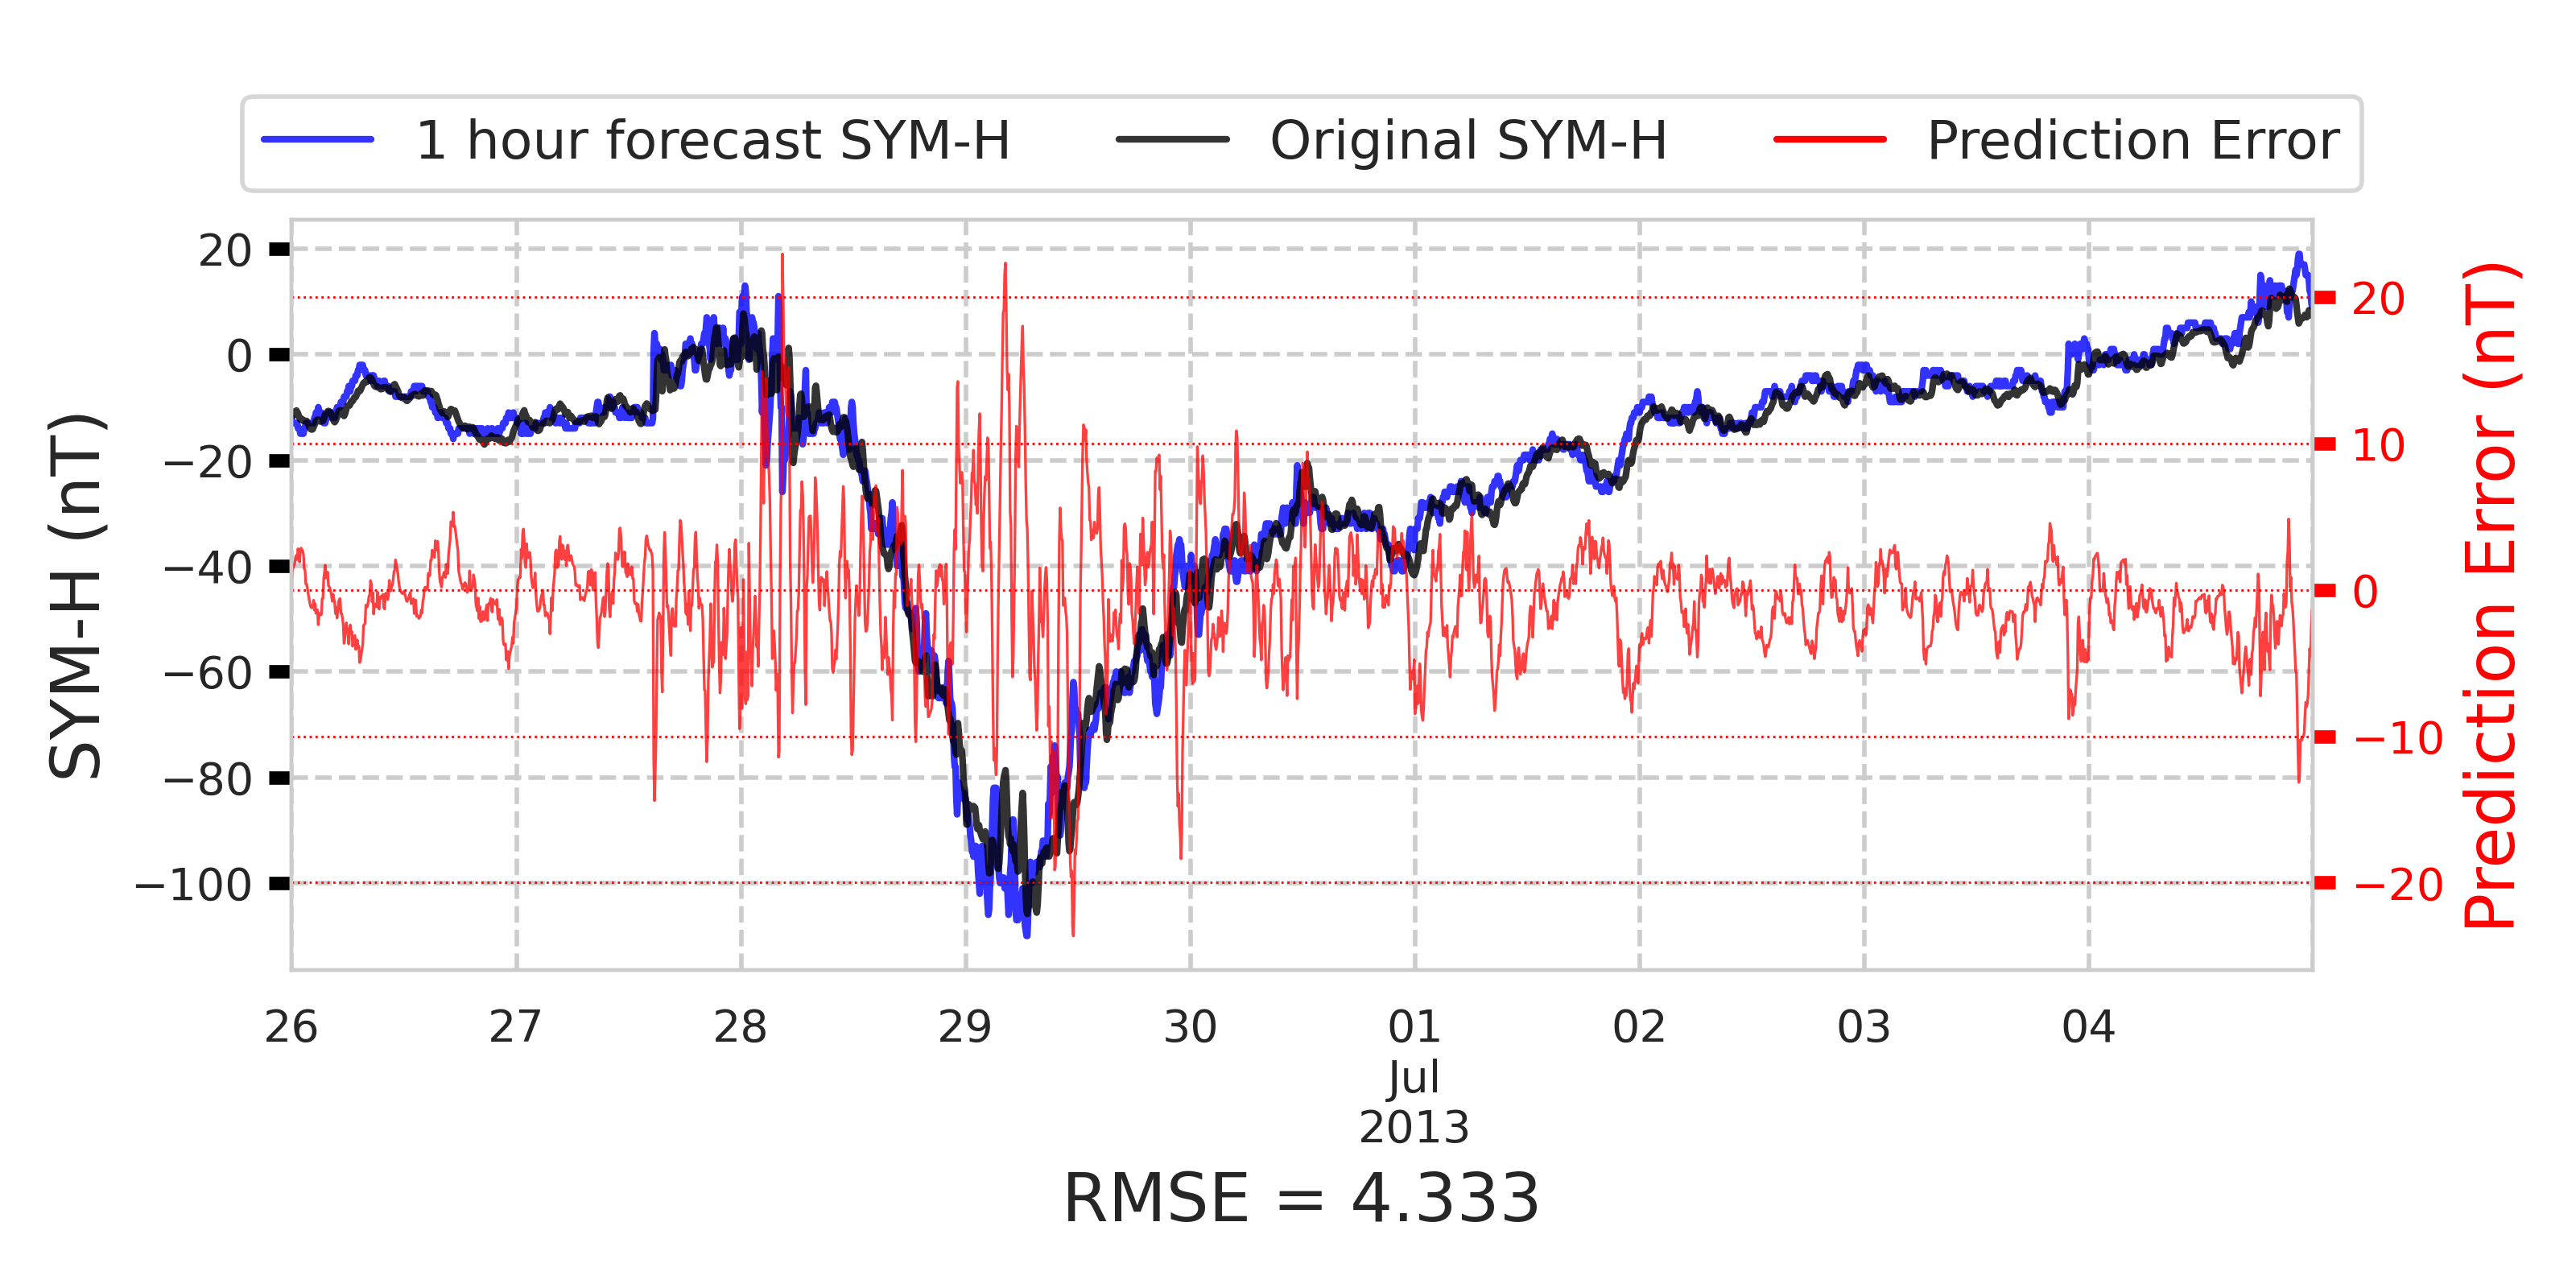 1 hour forecast SYM-H
Original SYM-H
Prediction Error
SYM-H (nT)
20
0
−20
−40
−60
−80
−100
20
10
0
−10
−20
Prediction Error (nT)
26 27 28 29 30 01 02 03 04
Jul
2013
RMSE = 4.333